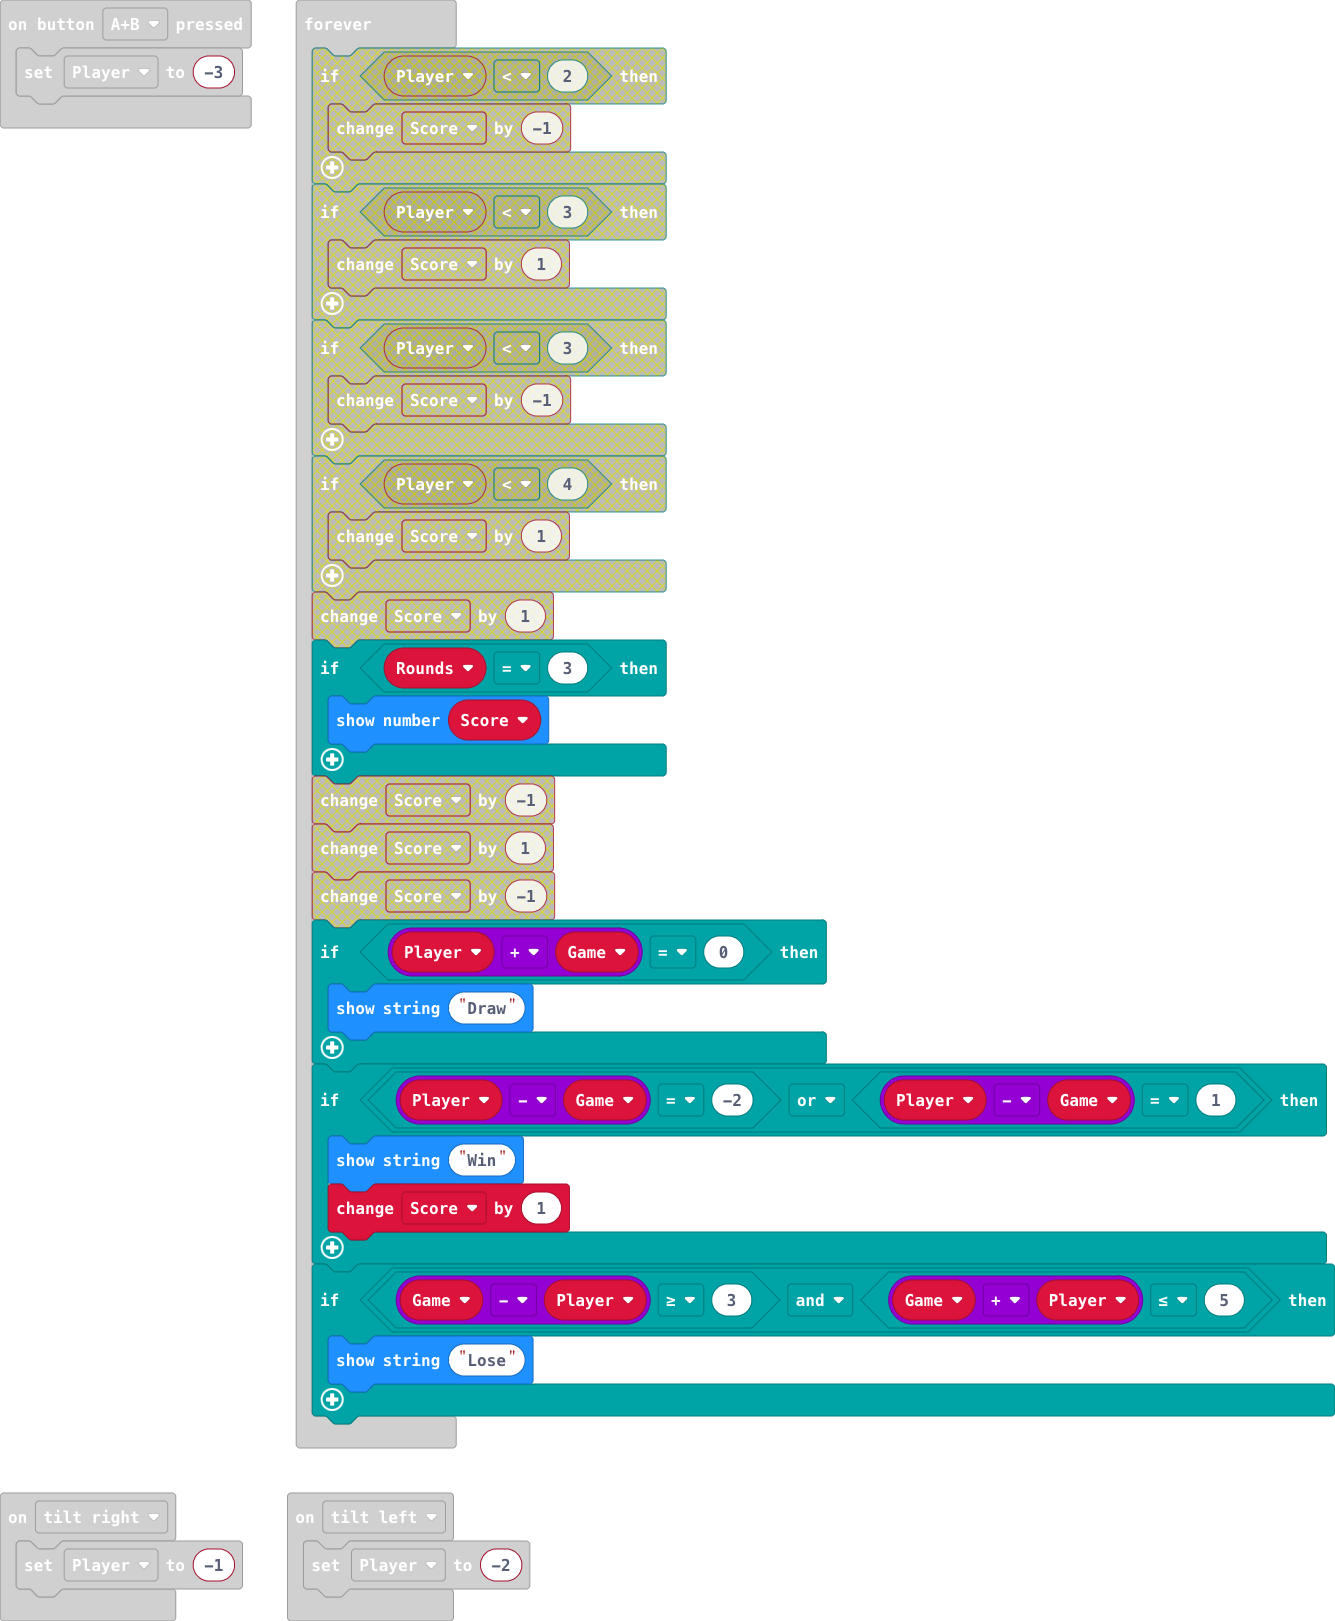 on button A+B pressed
set Player to -3
forever
if Player < 2 then
change Score by -1
if Player < 3 then
change Score by 1
if Player < 3 then
change Score by -1
if Player < 4 then
change Score by 1
change Score by 1
if Rounds = 3 then
show number Score
change Score by -1
change Score by 1
change Score by -1
if Player + Game = 0 then
show string "Draw"
if Player - Game = -2 or Player - Game = 1 then
show string "Win"
change Score by 1
if Game - Player ≥ 3 and Game + Player ≤ 5 then
show string "Lose"
on tilt right
set Player to -1
on tilt left
set Player to -2